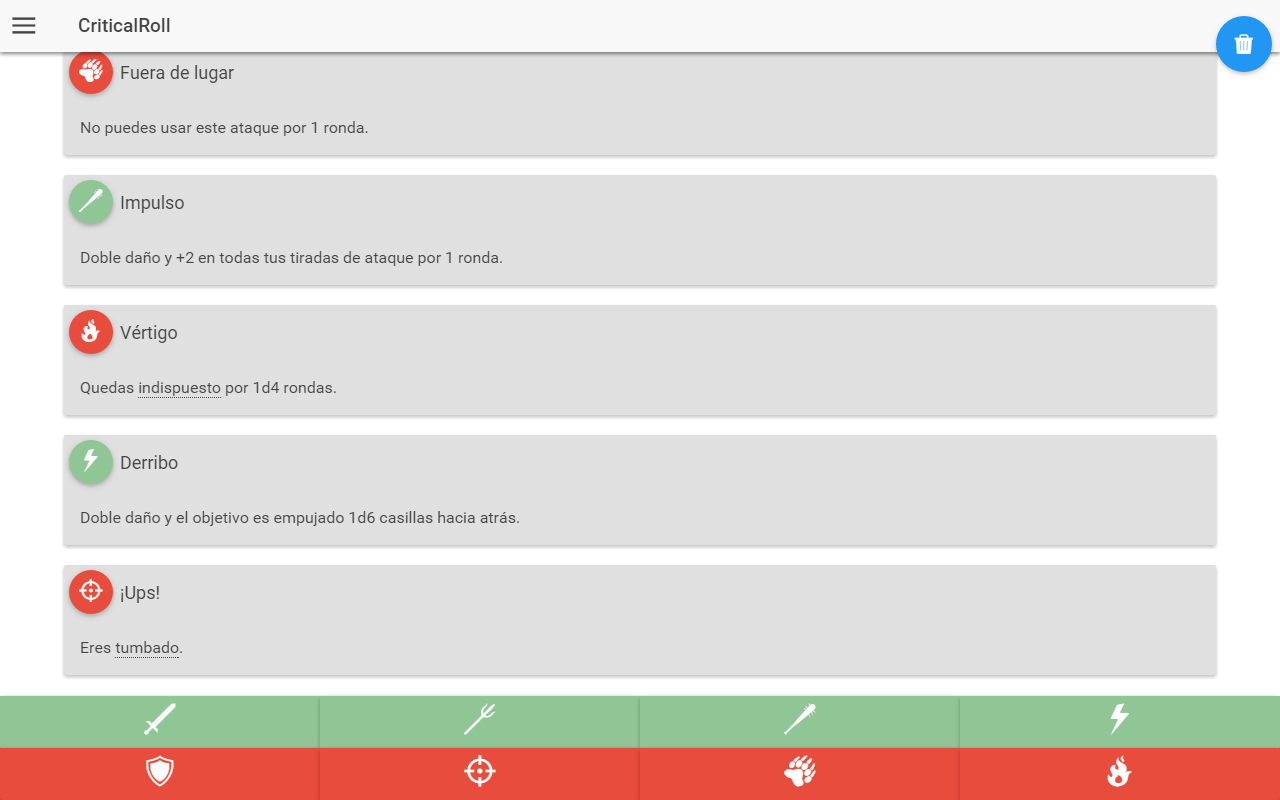 CriticalRoll
Fuera de lugar
No puedes usar este ataque por 1 ronda.
Impulso
Doble daño y +2 en todas tus tiradas de ataque por 1 ronda.
Vértigo
Quedas indispuesto por 1d4 rondas.
Derribo
Doble daño y el objetivo es empujado 1d6 casillas hacia atrás.
¡Ups!
Eres tumbado.